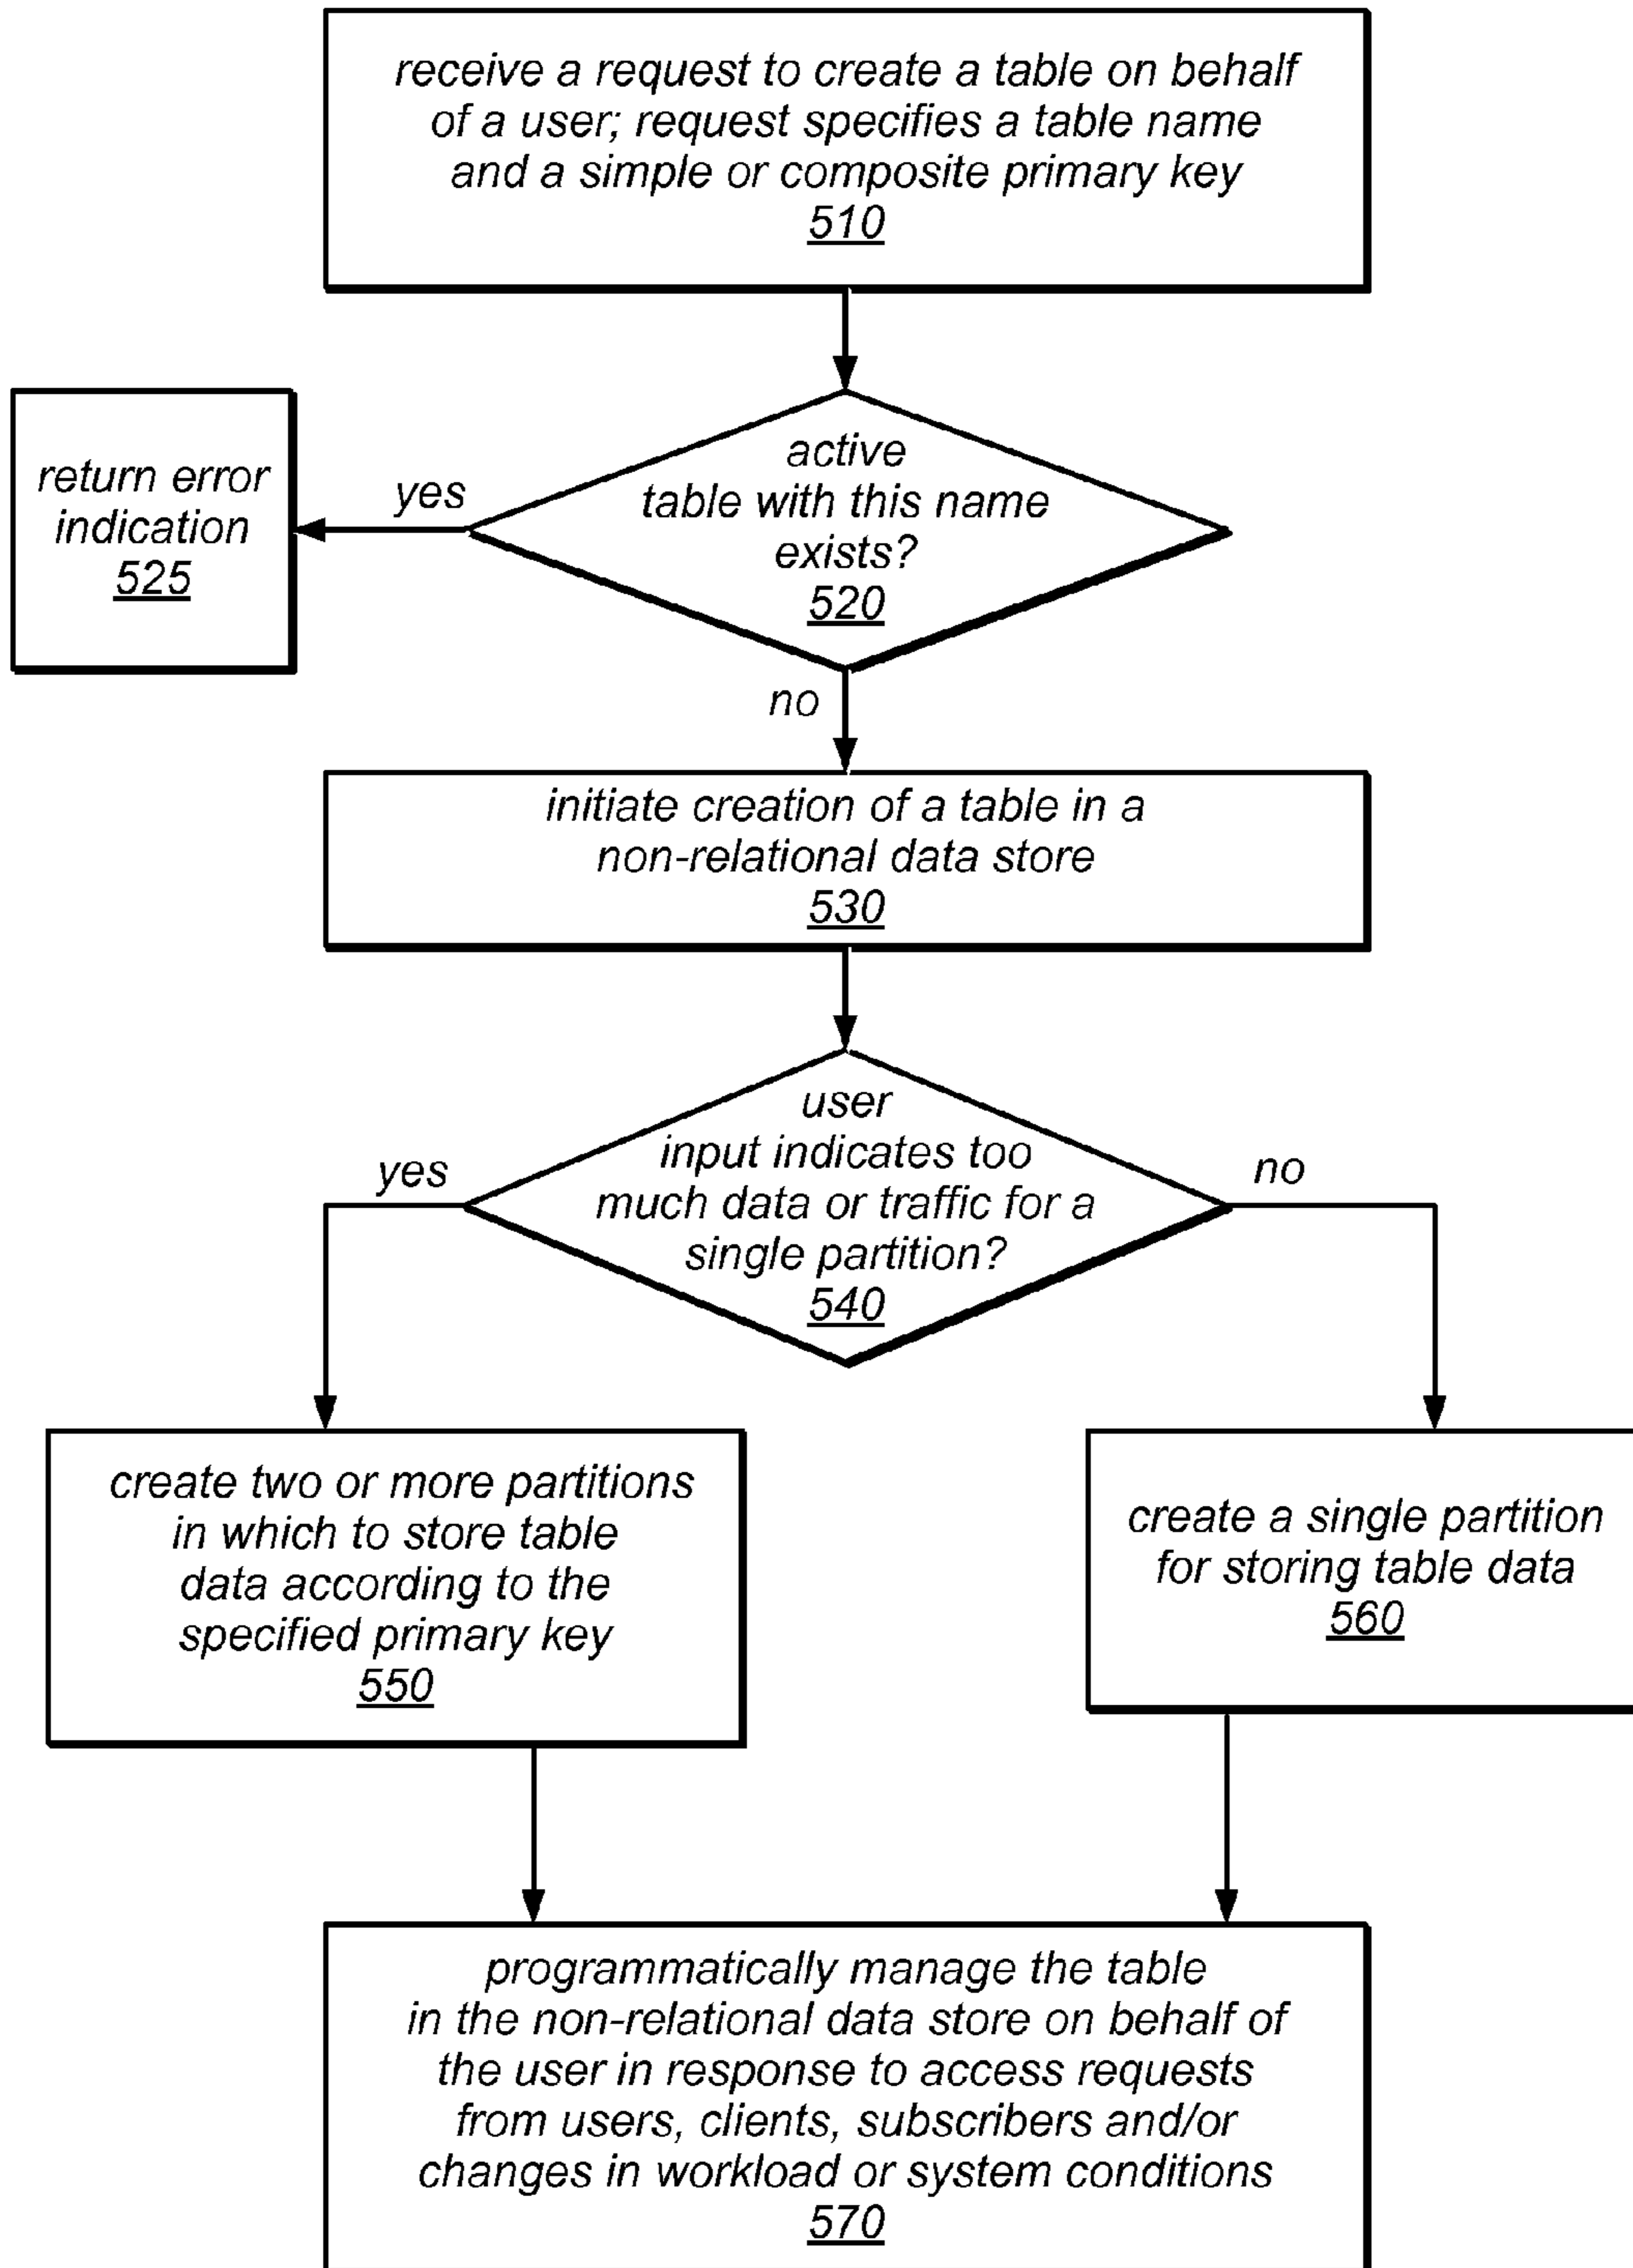 receive a request to create a table on behalf
of a user; request specifies a table name
and a simple or composite primary key
510
active
table with this name
exists?
520
yes
return error
indication
525
no
initiate creation of a table in a
non-relational data store
530
user
input indicates too
much data or traffic for a
single partition?
540
yes
no
create two or more partitions
in which to store table
data according to the
specified primary key
550
create a single partition
for storing table data
560
programmatically manage the table
in the non-relational data store on behalf of
the user in response to access requests
from users, clients, subscribers and/or
changes in workload or system conditions
570